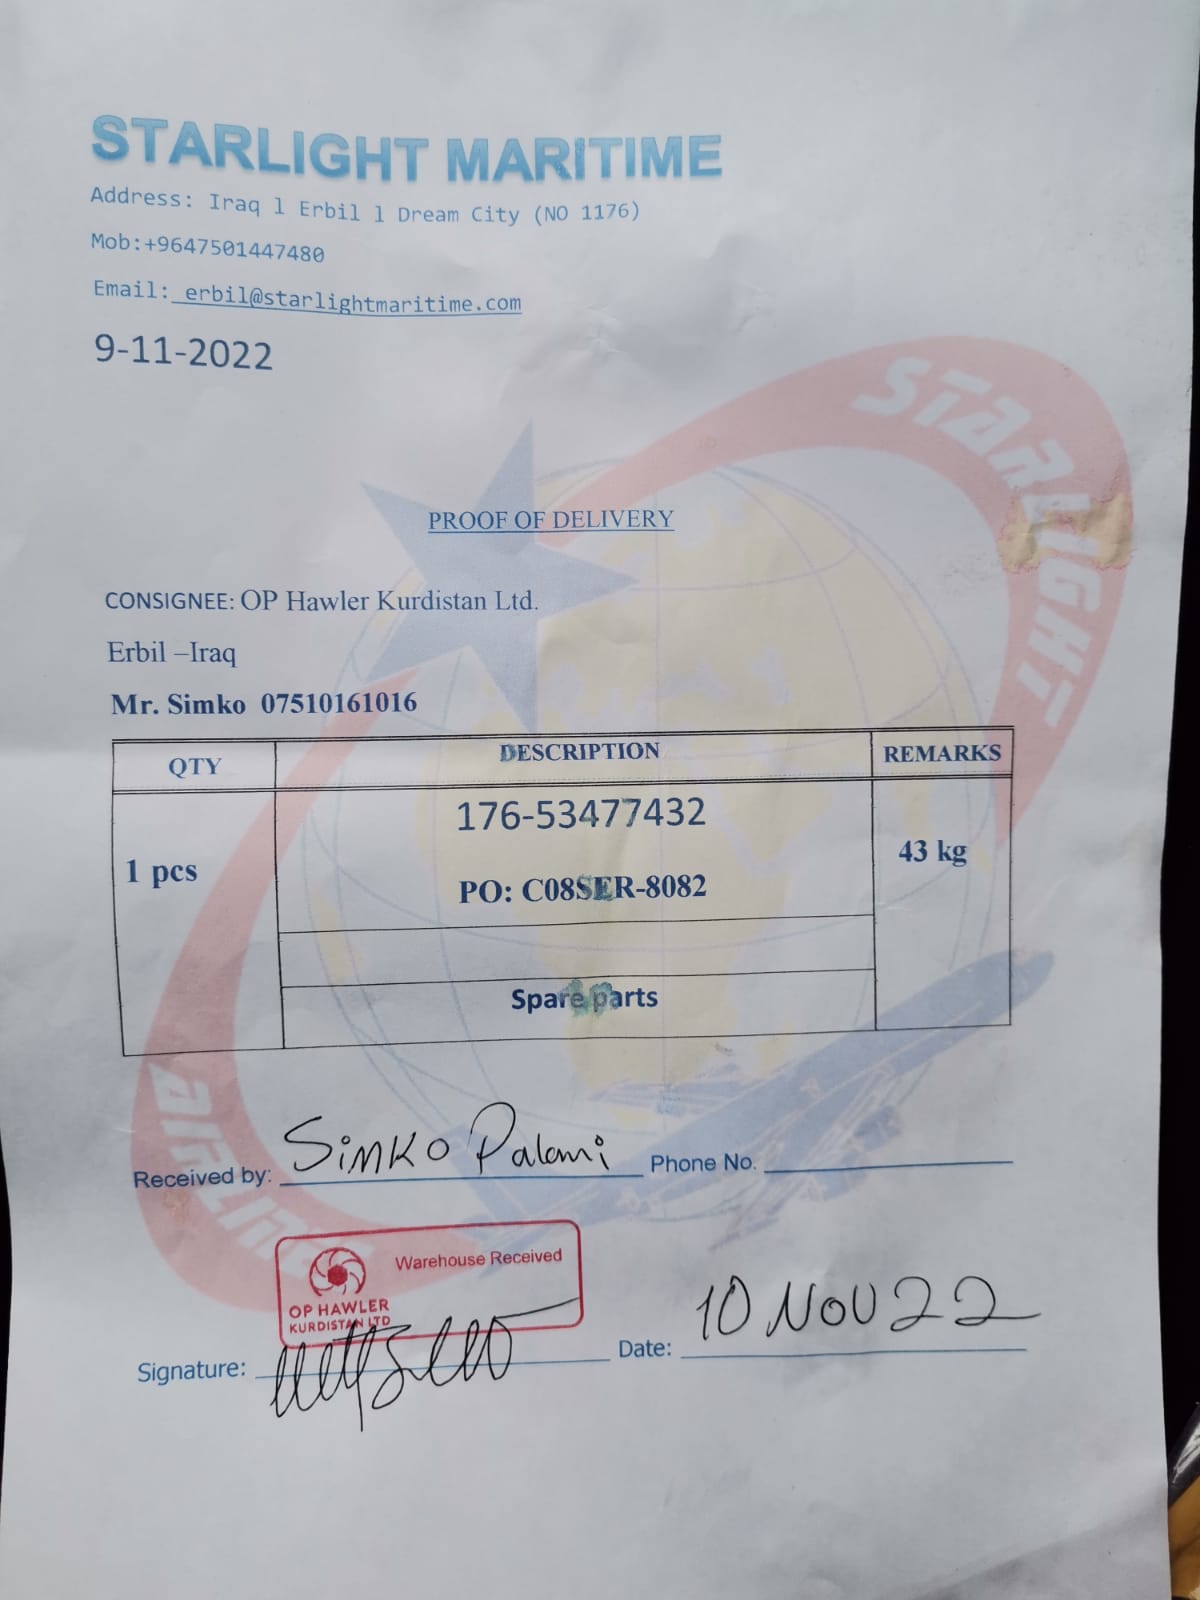 STARLIGHT MARITIME
Address: Iraq l Erbil l Dream City (NO 1176)
Mob:+9647501447480
Email: erbil@starlightmaritime.com
9-11-2022
STARLIGHT
PROOF OF DELIVERY
CONSIGNEE: OP Hawler Kurdistan Ltd.
Erbil –Iraq
Mr. Simko 07510161016
QTY DESCRIPTION REMARKS
176-53477432
1 pcs 43 kg
PO: C08SER-8082
Spare parts
airline
Received by: Simko Palani Phone No.
Warehouse Received
OP HAWLER
KURDISTAN LTD
Signature: Date: 10 Nov 22